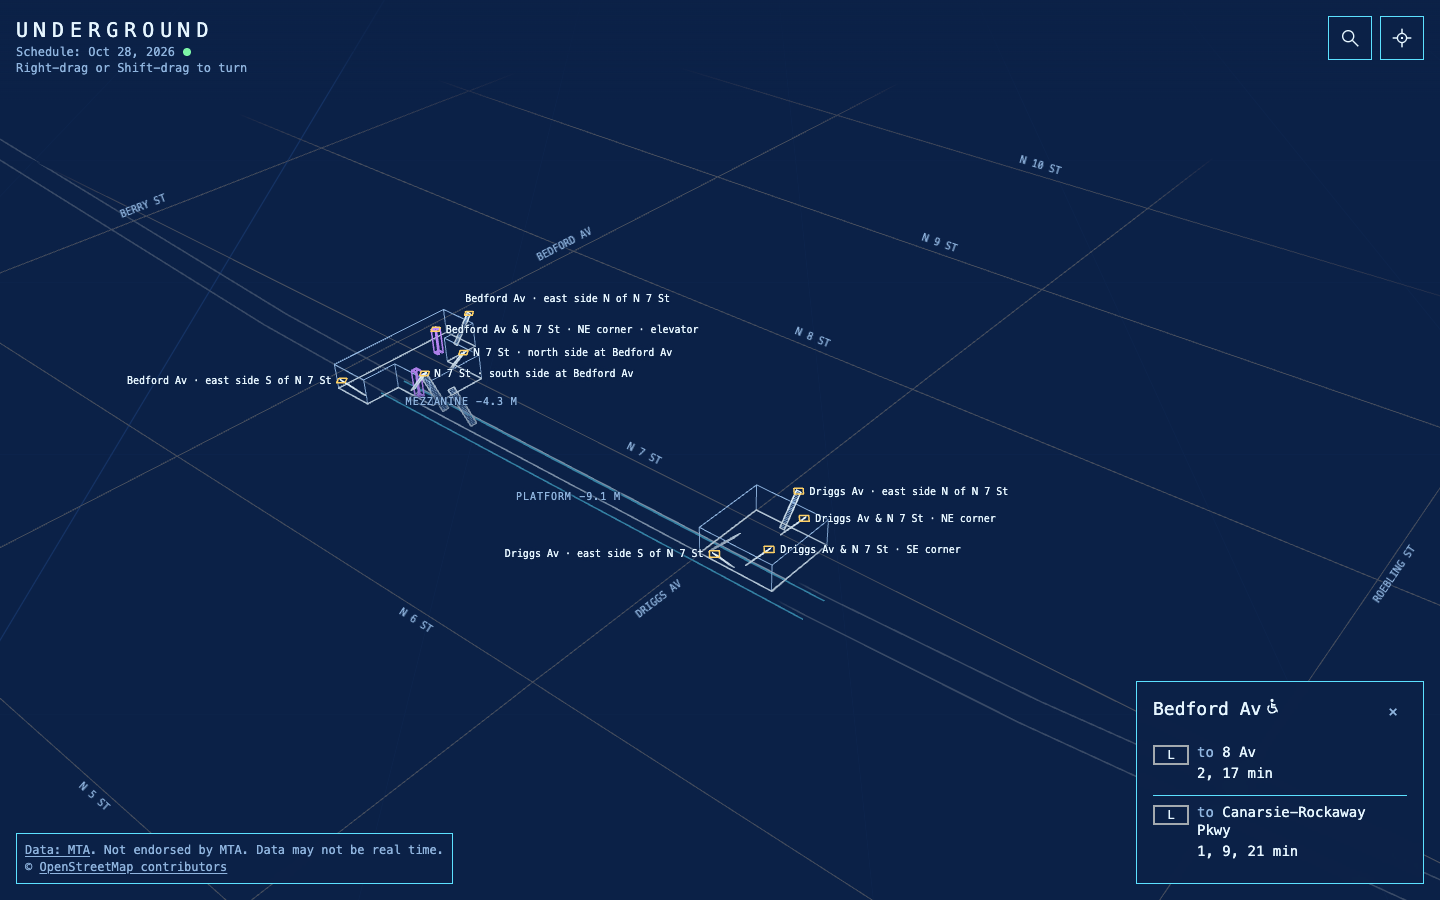 UNDERGROUND
Schedule: Oct 28, 2026
Right-drag or Shift-drag to turn
N 10 ST
BERRY ST
BEDFORD AV
N 9 ST
Bedford Av · east side N of N 7 St
Bedford Av & N 7 St · NE corner · elevator
N 8 ST
N 7 St · north side at Bedford Av
N 7 St · south side at Bedford Av
Bedford Av · east side S of N 7 St
MEZZANINE −4.3 M
N 7 ST
PLATFORM −9.1 M
Driggs Av · east side N of N 7 St
Driggs Av & N 7 St · NE corner
Driggs Av · east side S of N 7 St
Driggs Av & N 7 St · SE corner
DRIGGS AV
ROEBLING ST
N 6 ST
N 5 ST
Bedford Av
×
L to 8 Av
2, 17 min
L to Canarsie–Rockaway
Pkwy
1, 9, 21 min
Data: MTA. Not endorsed by MTA. Data may not be real time.
© OpenStreetMap contributors